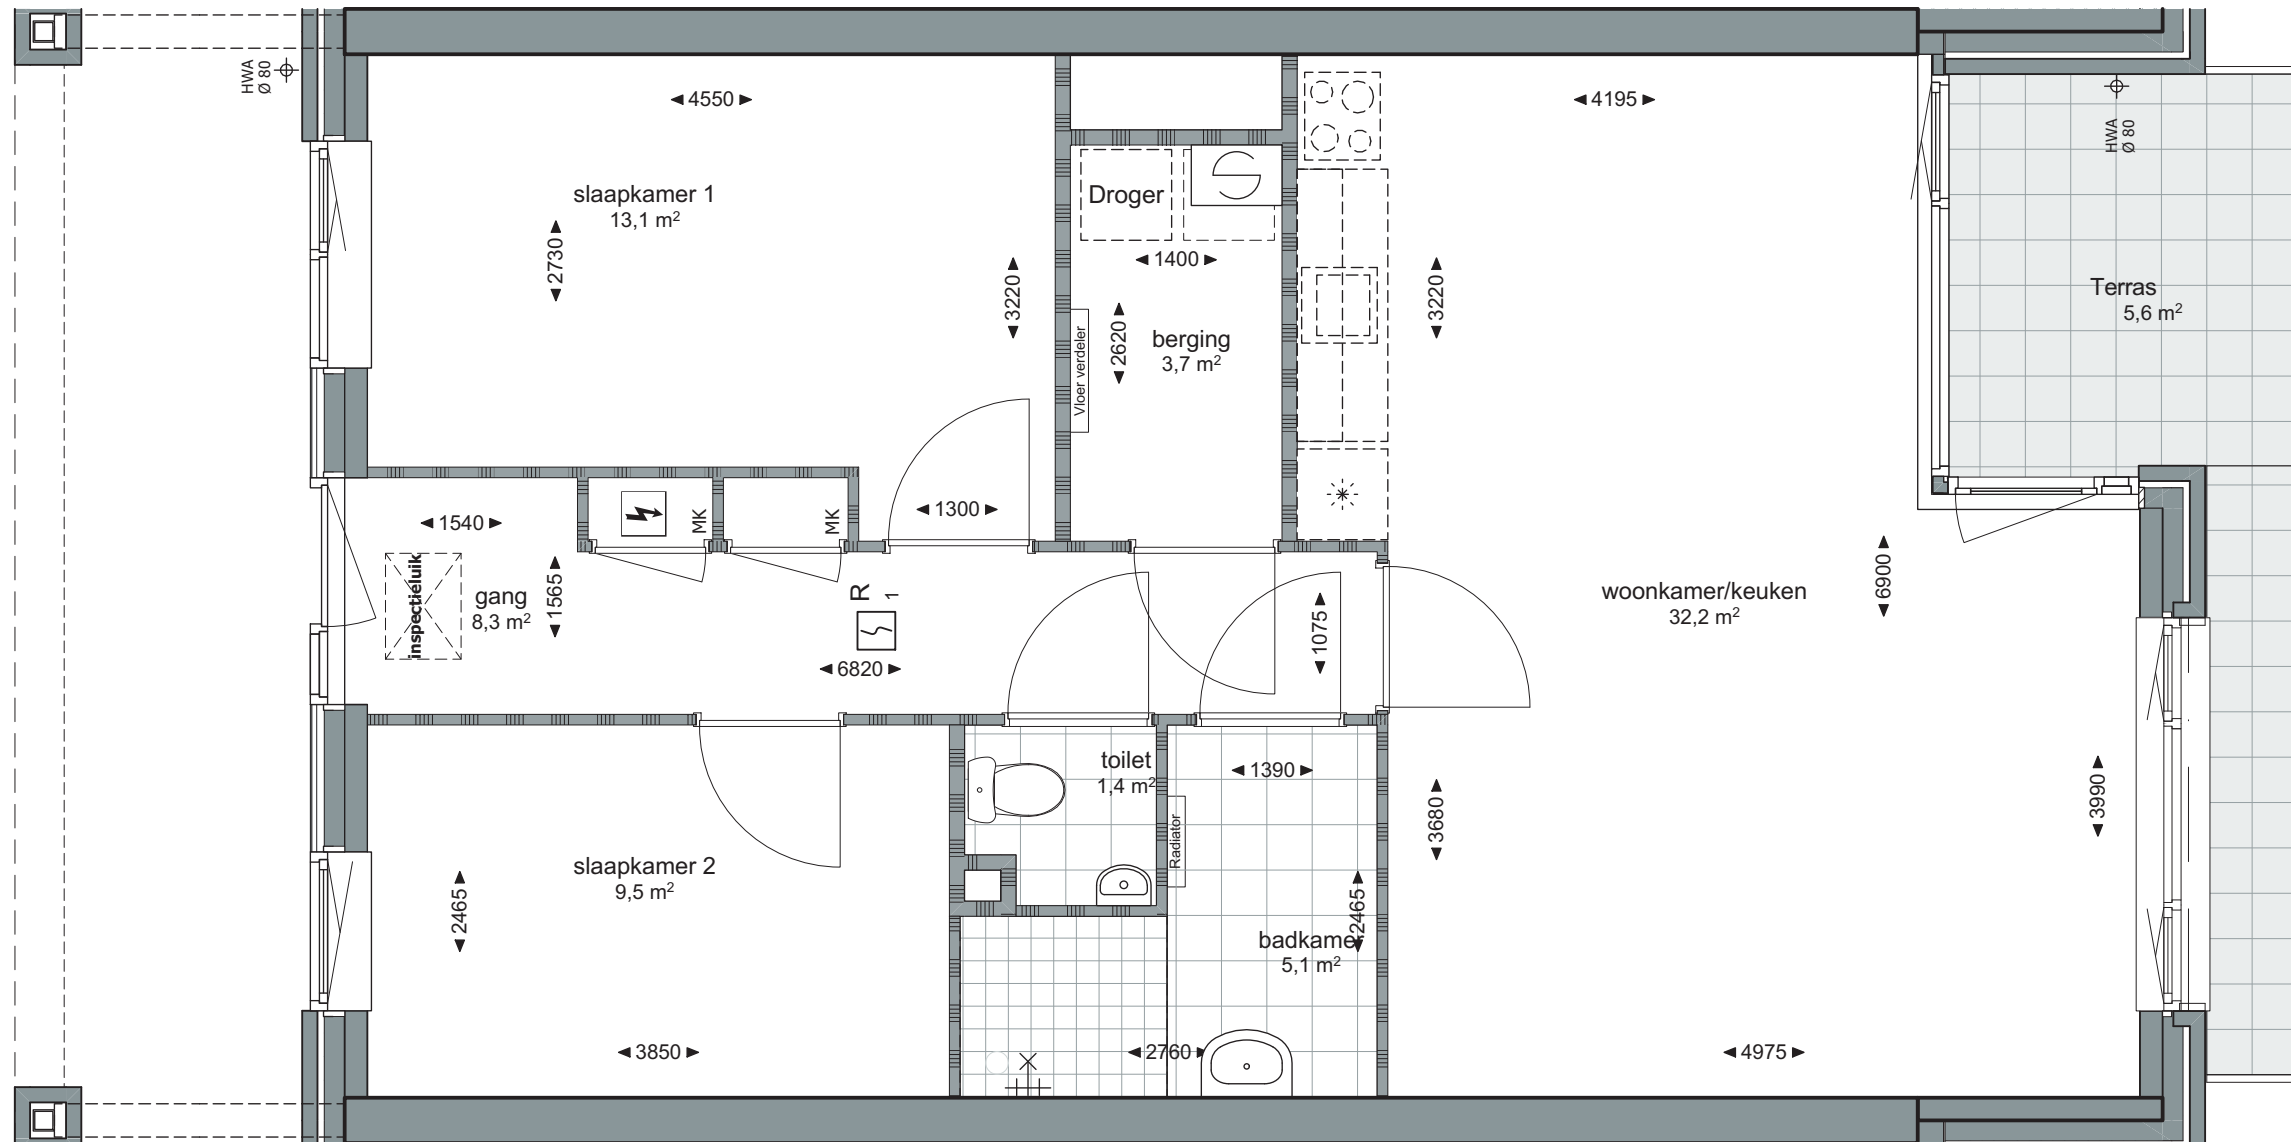 HWA
Ø 80
4550
4195
HWA
Ø 80
slaapkamer 1
13,1 m²
Droger
2730
3220
1400
3220
Terras
5,6 m²
Vloer verdeler
2620
berging
3,7 m²
1540
MK
MK
1300
inspectieluik
gang
8,3 m²
1565
R
1
6820
1075
woonkamer/keuken
32,2 m²
6900
toilet
1,4 m²
1390
Radiator
3680
3990
slaapkamer 2
9,5 m²
2465
2465
badkamer
5,1 m²
3850
2760
4975